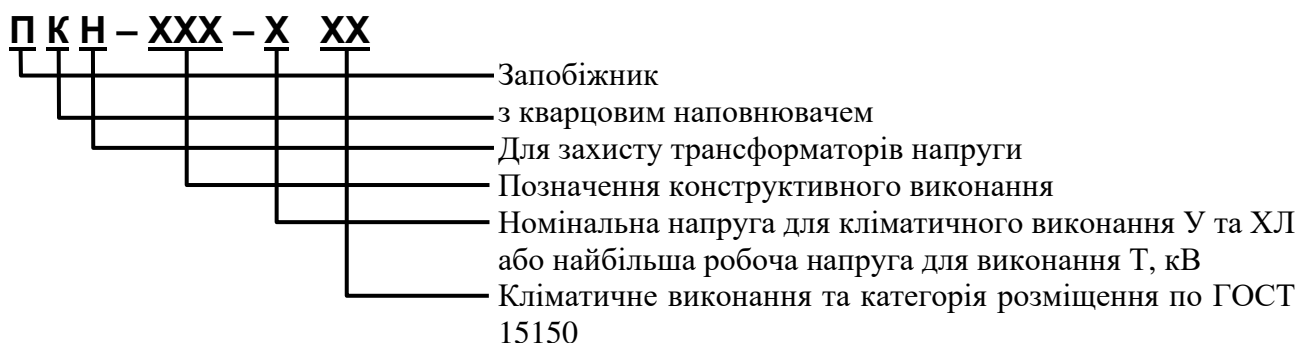 П К Н – ХХХ – Х ХХ
Запобіжник
з кварцовим наповнювачем
Для захисту трансформаторів напруги
Позначення конструктивного виконання
Номінальна напруга для кліматичного виконання У та ХЛ
або найбільша робоча напруга для виконання Т, кВ
Кліматичне виконання та категорія розміщення по ГОСТ
15150